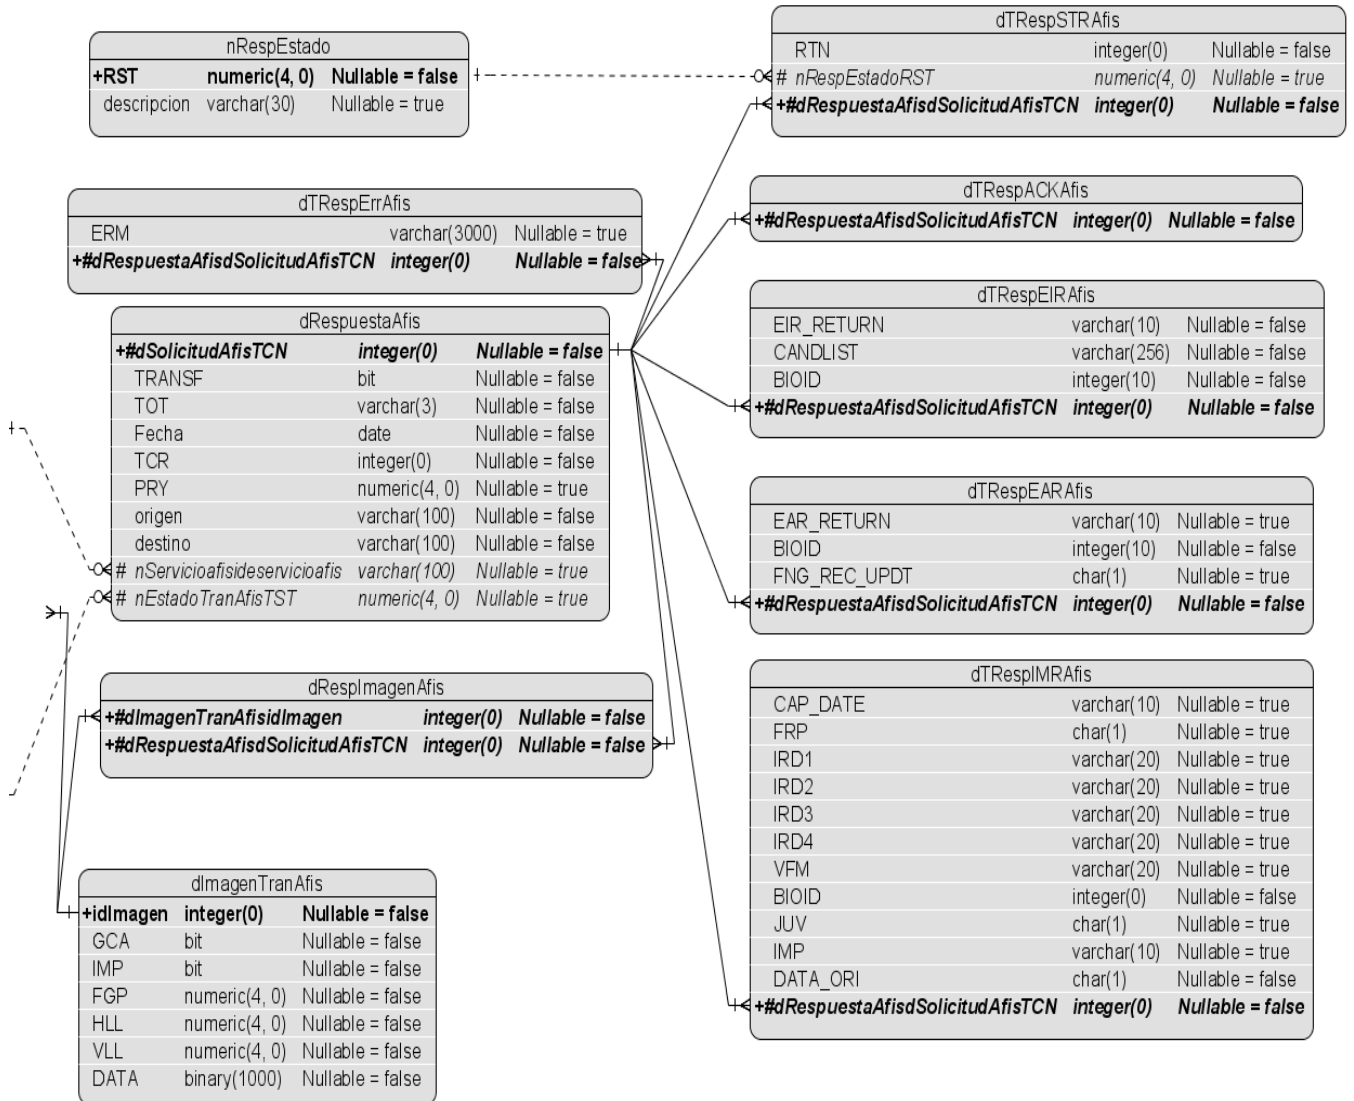 nRespEstado
+RST numeric(4, 0) Nullable = false
descripcion varchar(30) Nullable = true
dTRespSTRAfis
RTN integer(0) Nullable = false
# nRespEstadoRST numeric(4, 0) Nullable = true
+#dRespuestaAfisdSolicitudAfisTCN integer(0) Nullable = false
dTRespErrAfis
ERM varchar(3000) Nullable = true
+#dRespuestaAfisdSolicitudAfisTCN integer(0) Nullable = false
dTRespACKAfis
+#dRespuestaAfisdSolicitudAfisTCN integer(0) Nullable = false
dRespuestaAfis
+#dSolicitudAfisTCN integer(0) Nullable = false
TRANSF bit Nullable = false
TOT varchar(3) Nullable = false
Fecha date Nullable = false
TCR integer(0) Nullable = false
PRY numeric(4, 0) Nullable = true
origen varchar(100) Nullable = false
destino varchar(100) Nullable = false
# nServicioafisideservicioafis varchar(100) Nullable = true
# nEstadoTranAfisTST numeric(4, 0) Nullable = true
dTRespEIRAfis
EIR_RETURN varchar(10) Nullable = false
CANDLIST varchar(256) Nullable = false
BIOID integer(10) Nullable = false
+#dRespuestaAfisdSolicitudAfisTCN integer(0) Nullable = false
dTRespEARAfis
EAR_RETURN varchar(10) Nullable = true
BIOID integer(10) Nullable = false
FNG_REC_UPDT char(1) Nullable = true
+#dRespuestaAfisdSolicitudAfisTCN integer(0) Nullable = false
dRespImagenAfis
+#dImagenTranAfisidImagen integer(0) Nullable = false
+#dRespuestaAfisdSolicitudAfisTCN integer(0) Nullable = false
dTRespIMRAfis
CAP_DATE varchar(10) Nullable = true
FRP char(1) Nullable = true
IRD1 varchar(20) Nullable = true
IRD2 varchar(20) Nullable = true
IRD3 varchar(20) Nullable = true
IRD4 varchar(20) Nullable = true
VFM varchar(20) Nullable = true
BIOID integer(0) Nullable = false
JUV char(1) Nullable = true
IMP varchar(10) Nullable = true
DATA_ORI char(1) Nullable = false
+#dRespuestaAfisdSolicitudAfisTCN integer(0) Nullable = false
dImagenTranAfis
+idImagen integer(0) Nullable = false
GCA bit Nullable = false
IMP bit Nullable = false
FGP numeric(4, 0) Nullable = false
HLL numeric(4, 0) Nullable = false
VLL numeric(4, 0) Nullable = false
DATA binary(1000) Nullable = false